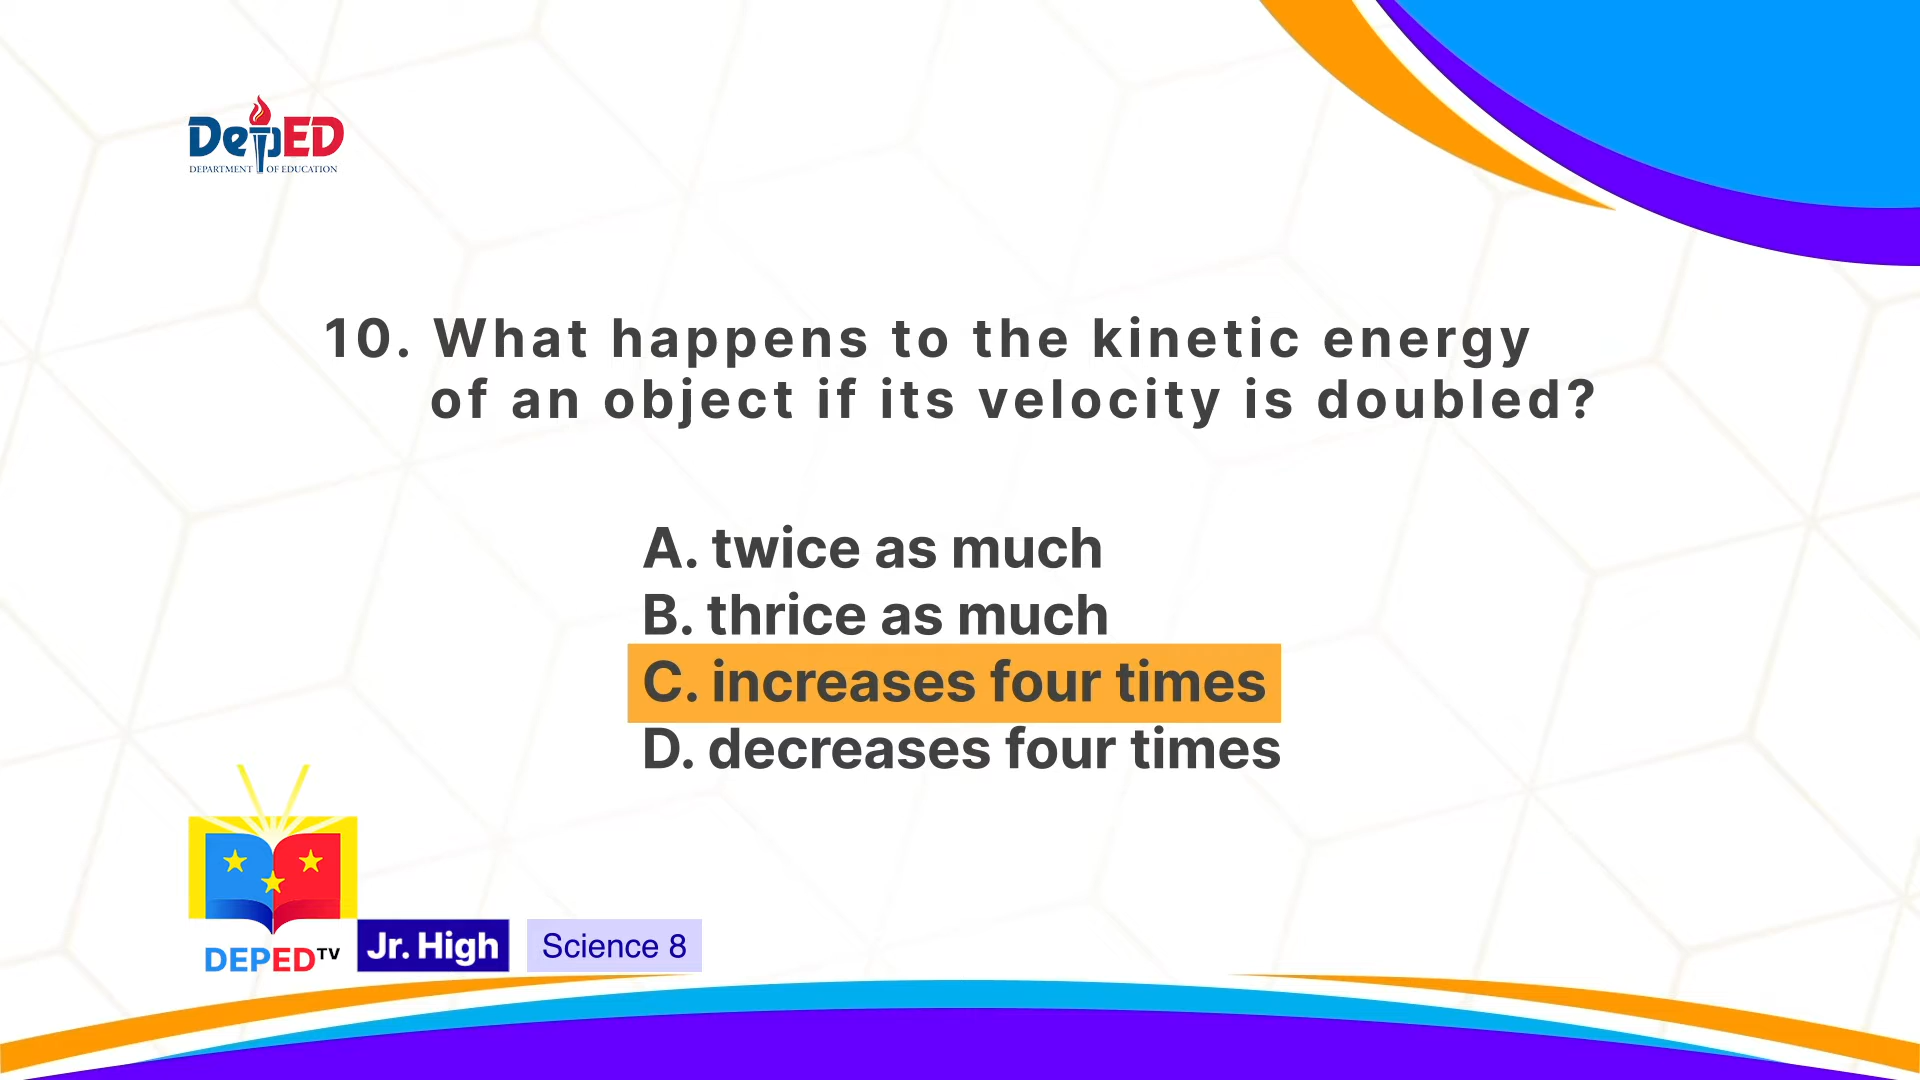 DepED
DEPARTMENT OF EDUCATION
10. What happens to the kinetic energy
of an object if its velocity is doubled?
A. twice as much
B. thrice as much
C. increases four times
D. decreases four times
DEPED TV
Jr. High
Science 8